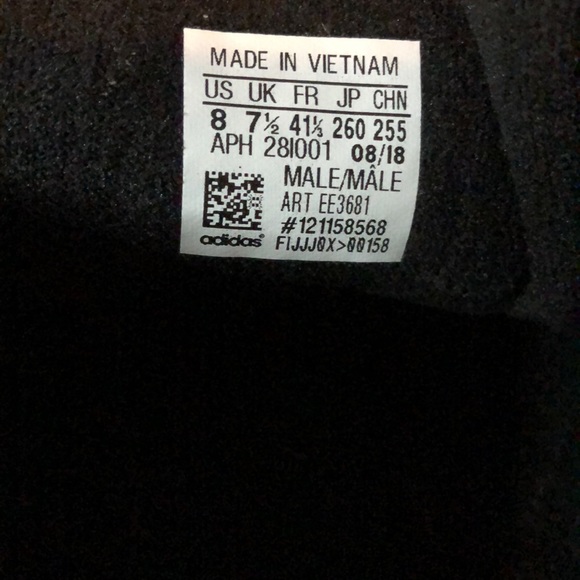 MADE IN VIETNAM
US UK FR JP CHN
8 7½ 41⅓ 260 255
APH 28I001 08/18
MALE/MÂLE
ART EE3681
#121158568
adidas FIJJJ0X>00158